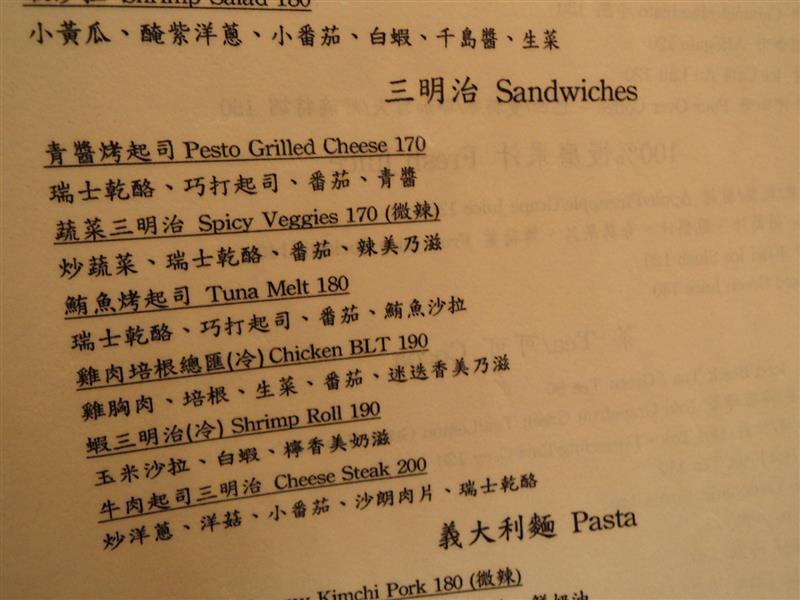 Shrimp Salad 180
小黃瓜、醃紫洋蔥、小番茄、白蝦、千島醬、生菜
三明治 Sandwiches
青醬烤起司 Pesto Grilled Cheese 170
瑞士乾酪、巧打起司、番茄、青醬
蔬菜三明治 Spicy Veggies 170 (微辣)
炒蔬菜、瑞士乾酪、番茄、辣美乃滋
鮪魚烤起司 Tuna Melt 180
瑞士乾酪、巧打起司、番茄、鮪魚沙拉
雞肉培根總匯(冷) Chicken BLT 190
雞胸肉、培根、生菜、番茄、迷迭香美乃滋
蝦三明治(冷) Shrimp Roll 190
玉米沙拉、白蝦、檸香美奶滋
牛肉起司三明治 Cheese Steak 200
炒洋蔥、洋菇、小番茄、沙朗肉片、瑞士乾酪
義大利麵 Pasta
Kimchi Pork 180 (微辣)
鮮奶油